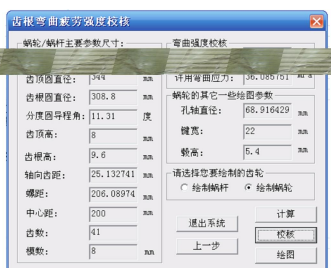 齿根弯曲疲劳强度校核
蜗轮/蜗杆主要参数尺寸:
弯曲强度校核
齿顶圆直径: 344 mm
许用弯曲应力: 36.085751 mPa
齿根圆直径: 308.8 mm
蜗轮的其它一些绘图参数
分度圆导程角: 11.31 度
孔轴直径: 68.916429 mm
齿顶高: 8 mm
键宽: 22 mm
齿根高: 9.6 mm
毂高: 5.4 mm
轴向齿距: 25.132741 mm
请选择您要绘制的齿轮
螺距: 206.08974 mm
绘制蜗杆 绘制蜗轮
中心距: 200 mm
退出系统 计算
齿数: 41
校核
上一步
模数: 8 mm
绘图